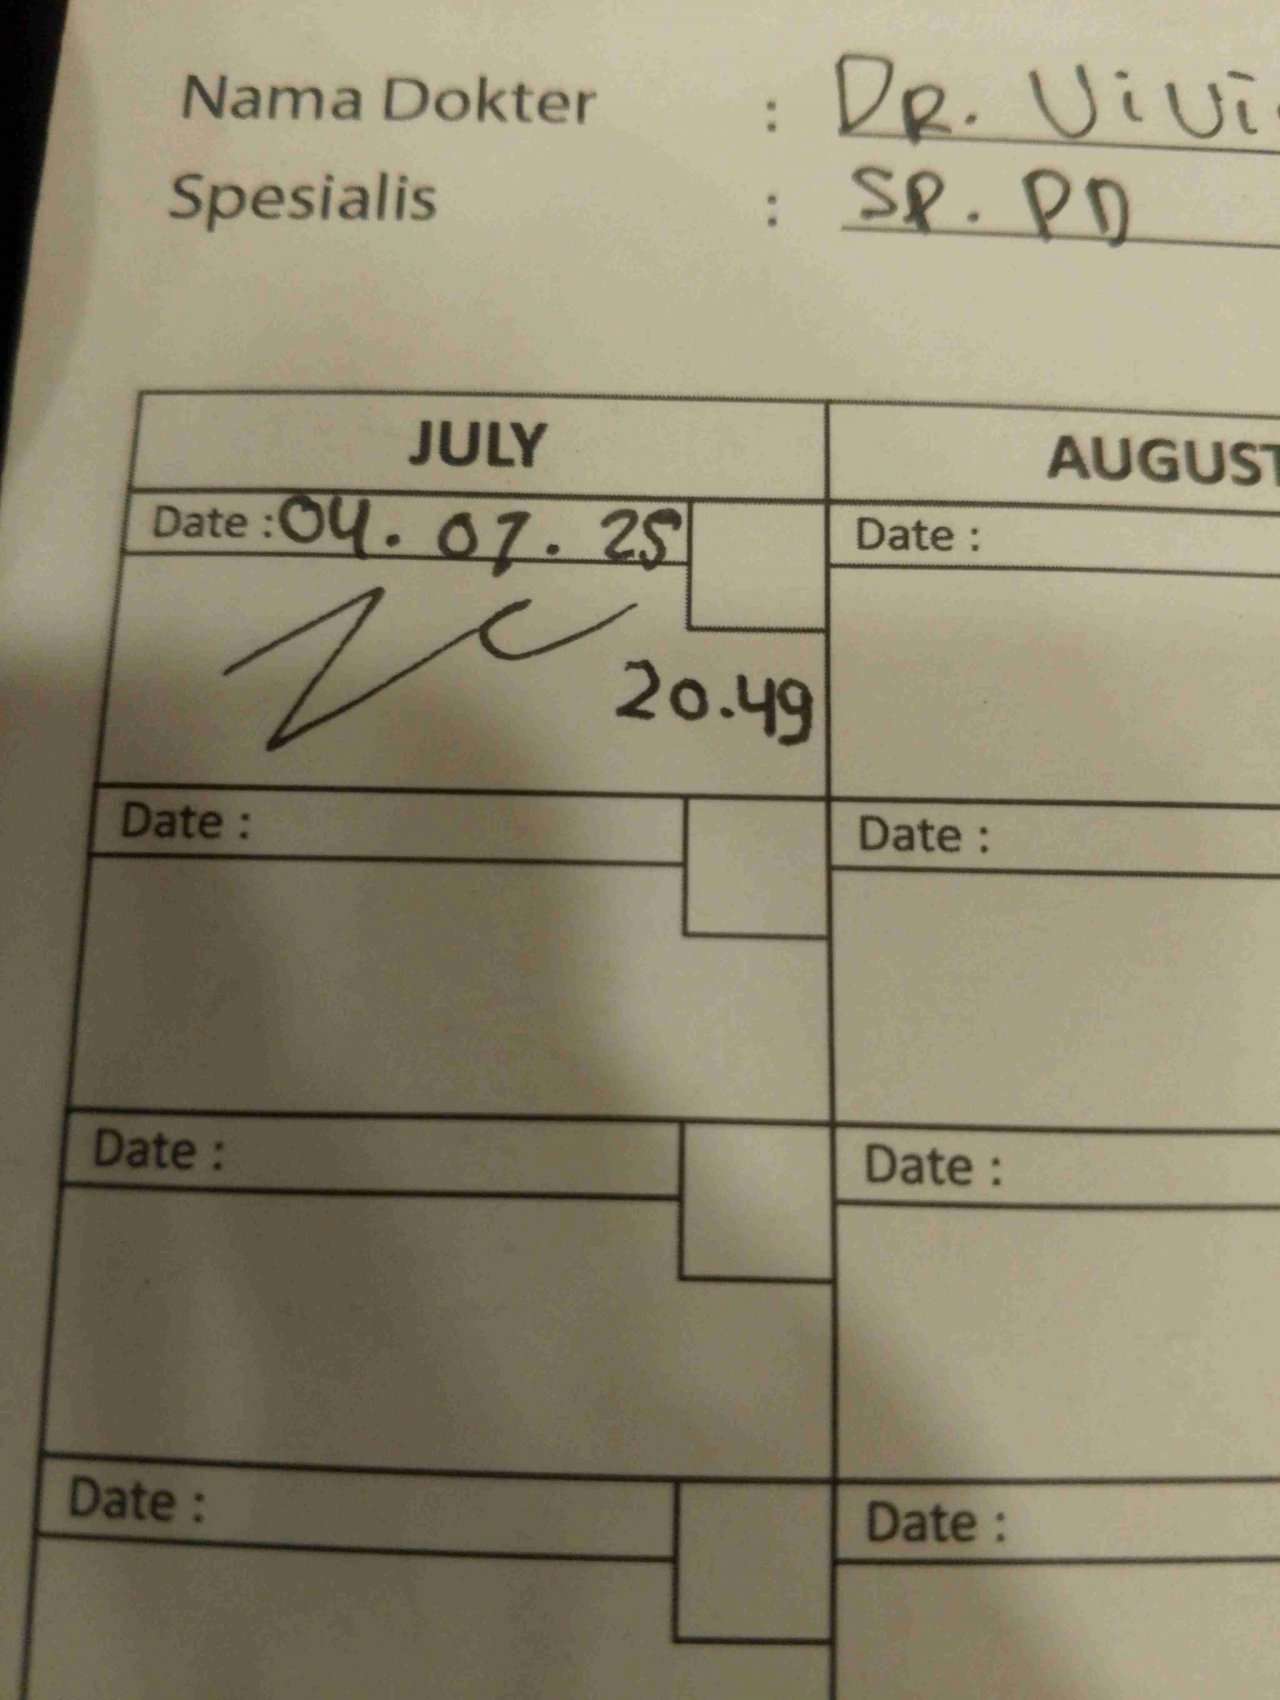 Nama Dokter : DR. ViVi
Spesialis : SP. PD
JULY AUGUST
Date : 04. 07. 25 Date :
20.49
Date : Date :
Date : Date :
Date : Date :